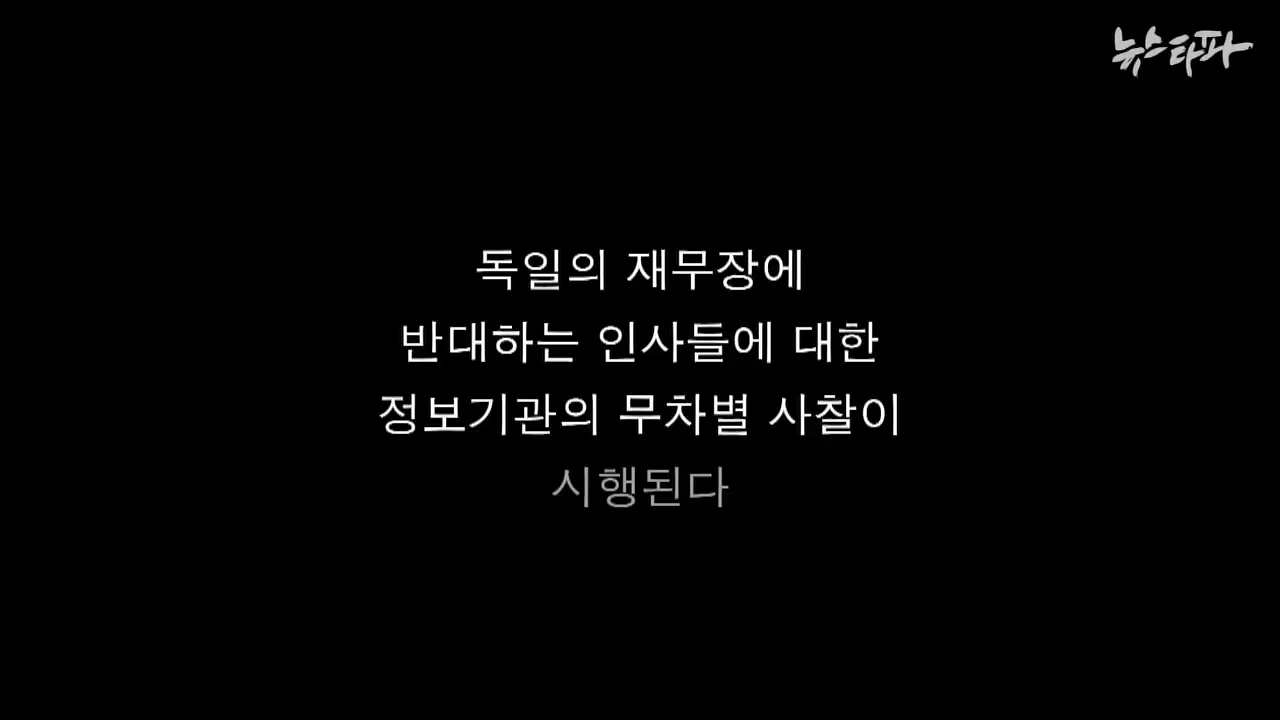 뉴스타파
독일의 재무장에
반대하는 인사들에 대한
정보기관의 무차별 사찰이
시행된다